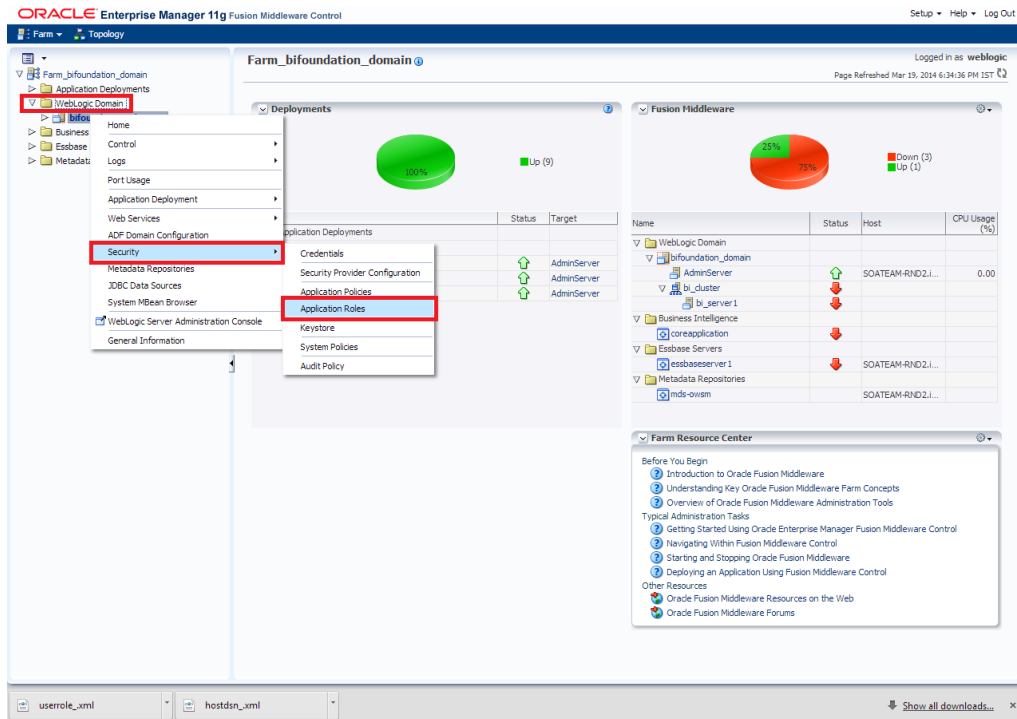 ORACLE Enterprise Manager 11g Fusion Middleware Control
Setup Help Log Out
Farm Topology
Farm_bifoundation_domain
Application Deployments
WebLogic Domain
Business
Essbase
Home
Control
Logs
Port Usage
Application Deployment
Web Services
ADF Domain Configuration
Security
Metadata Repositories
JDBC Data Sources
System MBean Browser
WebLogic Server Administration Console
General Information
Credentials
Security Provider Configuration
Application Policies
Application Roles
Keystore
System Policies
Audit Policy
Farm_bifoundation_domain
Logged in as weblogic
Page Refreshed Mar 19, 2014 6:34:36 PM IST
Deployments
100%
Up (9)
Status Target
Application Deployments
AdminServer
AdminServer
AdminServer
Fusion Middleware
25%
75%
Down (3)
Up (1)
Name Status Host CPU Usage (%)
WebLogic Domain
bifoundation_domain
AdminServer SOATEAM-RND2.i... 0.00
bi_cluster
bi_server1
Business Intelligence
coreapplication
Essbase Servers
essbaseserver1 SOATEAM-RND2.i...
Metadata Repositories
mds-owsm SOATEAM-RND2.i...
Farm Resource Center
Before You Begin
Introduction to Oracle Fusion Middleware
Understanding Key Oracle Fusion Middleware Farm Concepts
Overview of Oracle Fusion Middleware Administration Tools
Typical Administration Tasks
Getting Started Using Oracle Enterprise Manager Fusion Middleware Control
Navigating Within Fusion Middleware Control
Starting and Stopping Oracle Fusion Middleware
Deploying an Application Using Fusion Middleware Control
Other Resources
Oracle Fusion Middleware Resources on the Web
Oracle Fusion Middleware Forums
userrole_.xml
hostdsn_.xml
Show all downloads...